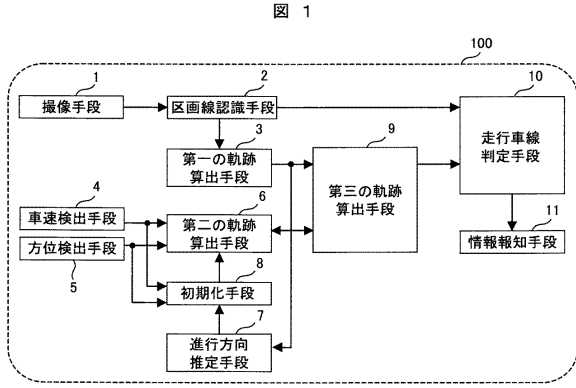 図 1
100
1
撮像手段
2
区画線認識手段
10
走行車線
判定手段
3
第一の軌跡
算出手段
9
第三の軌跡
算出手段
4
車速検出手段
6
第二の軌跡
算出手段
方位検出手段
5
11
情報報知手段
8
初期化手段
7
進行方向
推定手段